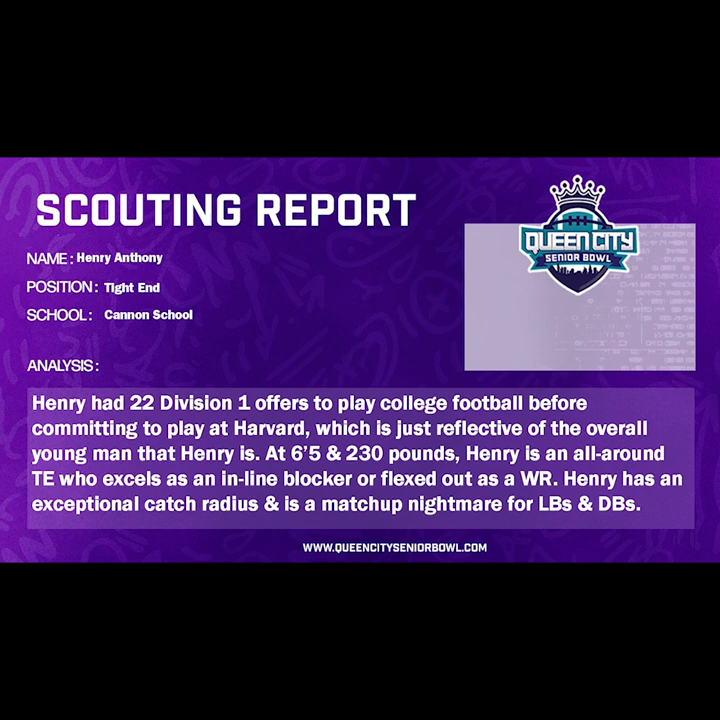 SCOUTING REPORT
QUEEN CITY
SENIOR BOWL
NAME: Henry Anthony
POSITION: Tight End
SCHOOL: Cannon School
ANALYSIS:
Henry had 22 Division 1 offers to play college football before
committing to play at Harvard, which is just reflective of the overall
young man that Henry is. At 6'5 & 230 pounds, Henry is an all-around
TE who excels as an in-line blocker or flexed out as a WR. Henry has an
exceptional catch radius & is a matchup nightmare for LBs & DBs.
WWW.QUEENCITYSENIORBOWL.COM